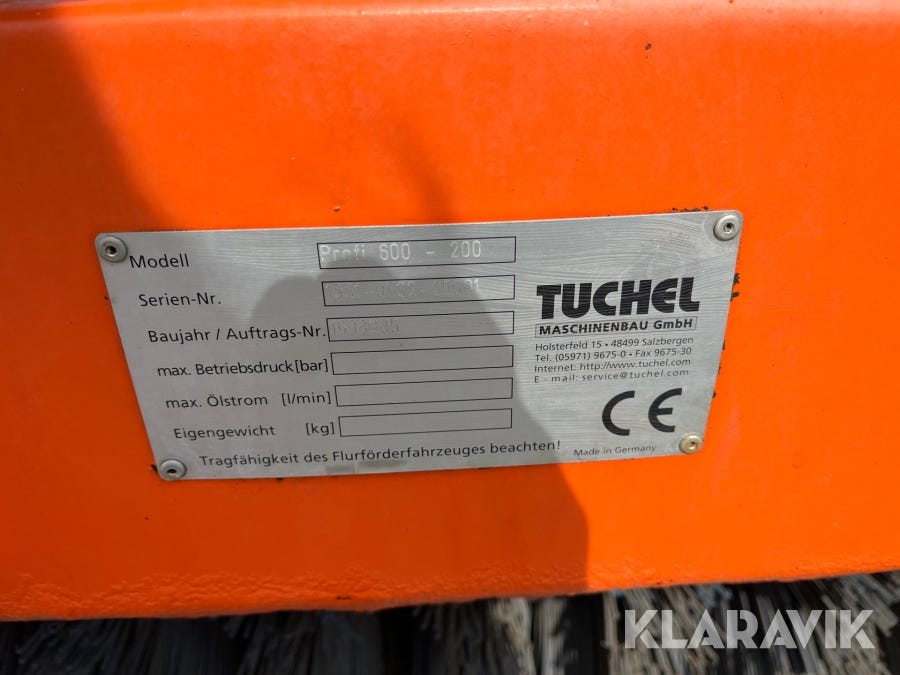 Modell Profi 600 - 200
Serien-Nr.
Baujahr / Auftrags-Nr.
max. Betriebsdruck [bar]
max. Ölstrom [l/min]
Eigengewicht [kg]
Tragfähigkeit des Flurförderfahrzeuges beachten!
TUCHEL
MASCHINENBAU GmbH
Holsterfeld 15 • 48499 Salzbergen
Tel. (05971) 9675-0 • Fax 9675-30
Internet: http://www.tuchel.com
E - mail: service@tuchel.com
CE
Made in Germany
KLARAVIK